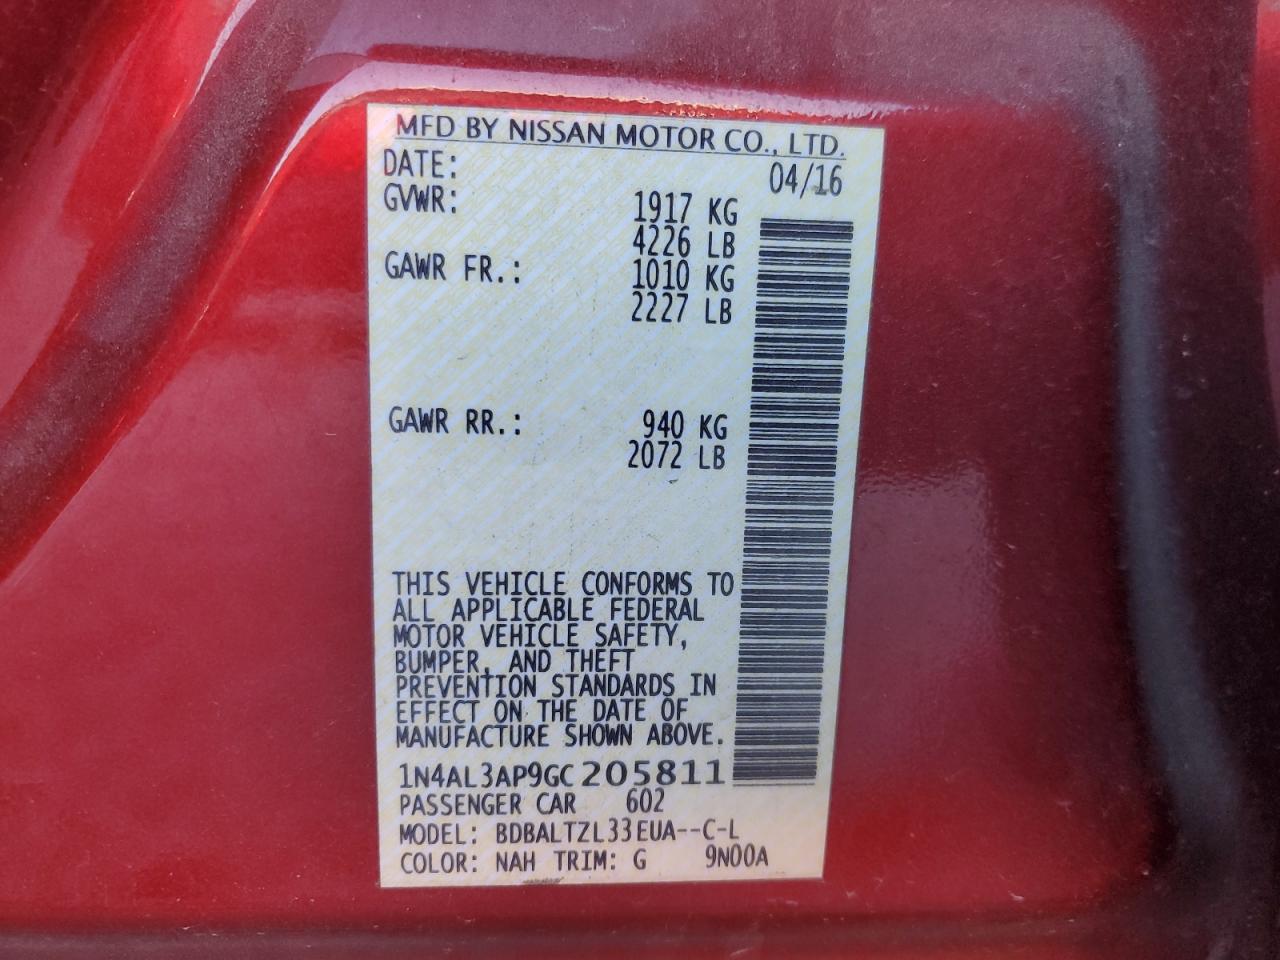 MFD BY NISSAN MOTOR CO., LTD.
DATE: 04/16
GVWR: 1917 KG
4226 LB
GAWR FR.: 1010 KG
2227 LB
GAWR RR.: 940 KG
2072 LB
THIS VEHICLE CONFORMS TO
ALL APPLICABLE FEDERAL
MOTOR VEHICLE SAFETY,
BUMPER, AND THEFT
PREVENTION STANDARDS IN
EFFECT ON THE DATE OF
MANUFACTURE SHOWN ABOVE.
1N4AL3AP9GC205811
PASSENGER CAR 602
MODEL: BDBALTZL33EUA--C-L
COLOR: NAH TRIM: G 9N00A